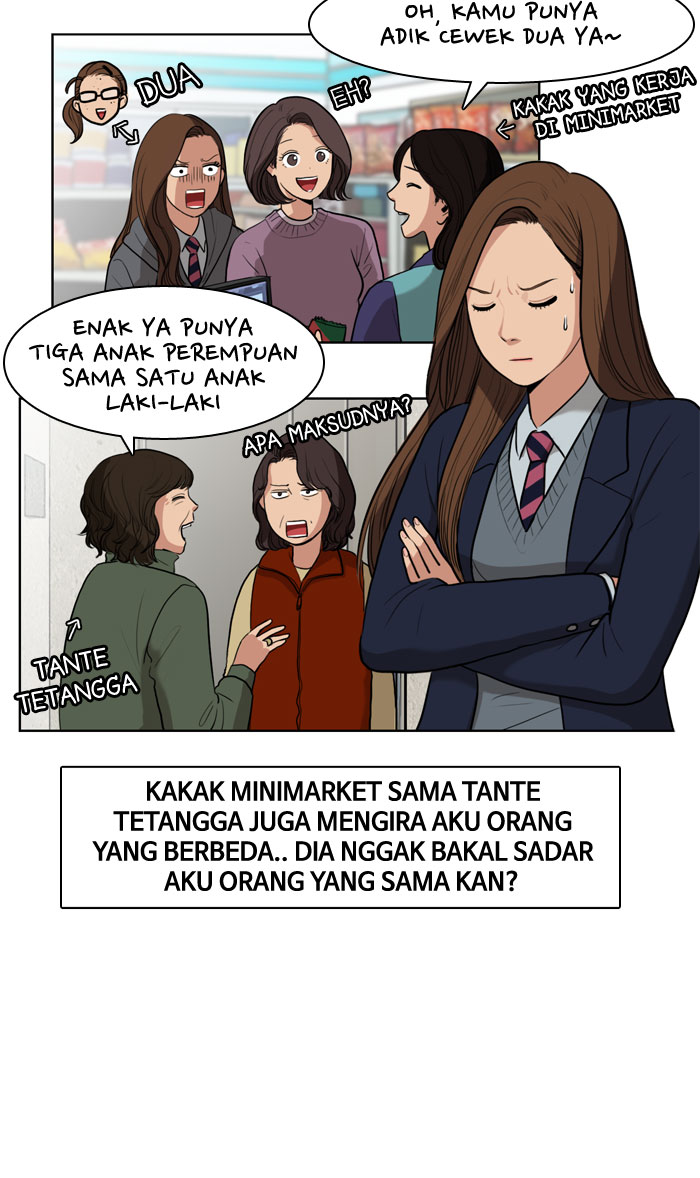 OH, KAMU PUNYA
ADIK CEWEK DUA YA~
DUA
EH?
KAKAK YANG KERJA
DI MINIMARKET
ENAK YA PUNYA
TIGA ANAK PEREMPUAN
SAMA SATU ANAK
LAKI-LAKI
APA MAKSUDNYA?
TANTE
TETANGGA
KAKAK MINIMARKET SAMA TANTE
TETANGGA JUGA MENGIRA AKU ORANG
YANG BERBEDA.. DIA NGGAK BAKAL SADAR
AKU ORANG YANG SAMA KAN?